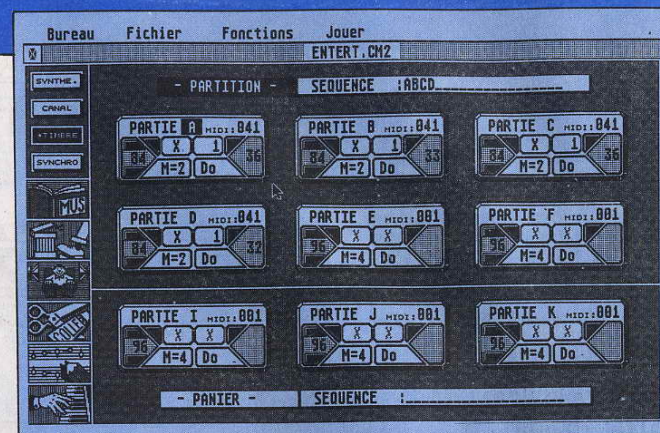 Bureau Fichier Fonctions Jouer
ENTERT.CM2
SYNTHE.
CANAL
*TIMBRE
SYNCHRO
MUS
COLLER
- PARTITION - SEQUENCE :ABCD
PARTIE A MIDI:041
X 1
84 36
M=2 Do
PARTIE B MIDI:041
X 1
84 33
M=2 Do
PARTIE C MIDI:041
X 1
84 36
M=2 Do
PARTIE D MIDI:041
X 1
84 32
M=2 Do
PARTIE E MIDI:001
X X
96
M=4 Do
PARTIE F MIDI:001
X X
96
M=4 Do
PARTIE I MIDI:001
X X
96
M=4 Do
PARTIE J MIDI:001
X X
96
M=4 Do
PARTIE K MIDI:001
X X
96
M=4 Do
- PANIER - SEQUENCE :